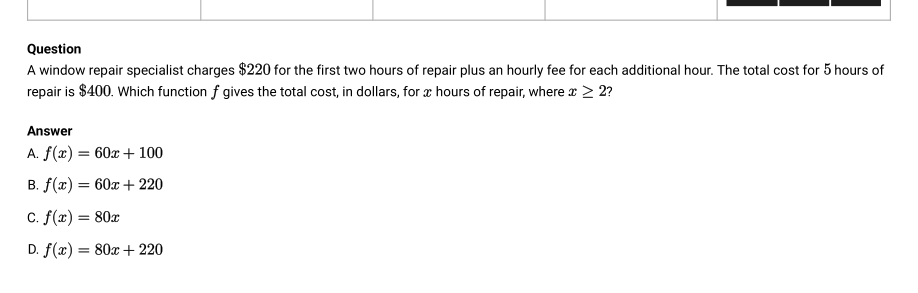 Question
A window repair specialist charges $220 for the first two hours of repair plus an hourly fee for each additional hour. The total cost for 5 hours of
repair is $400. Which function f gives the total cost, in dollars, for x hours of repair, where x ≥ 2?
Answer
A. f(x) = 60x + 100
B. f(x) = 60x + 220
C. f(x) = 80x
D. f(x) = 80x + 220